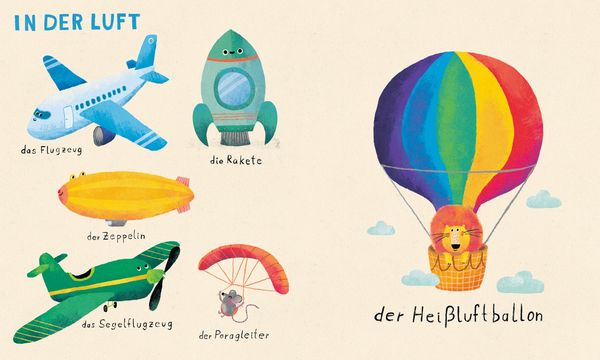 IN DER LUFT
das Flugzeug
die Rakete
der Zeppelin
das Segelflugzeug
der Paragleiter
der Heißluftballon